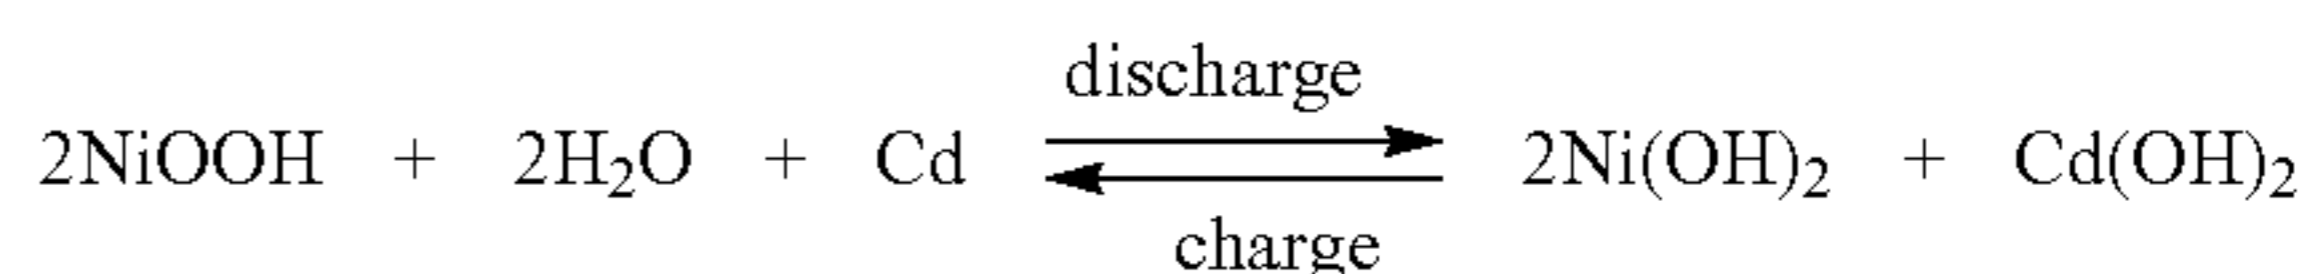 discharge
2NiOOH + 2H₂O + Cd ⇌ 2Ni(OH)₂ + Cd(OH)₂
charge